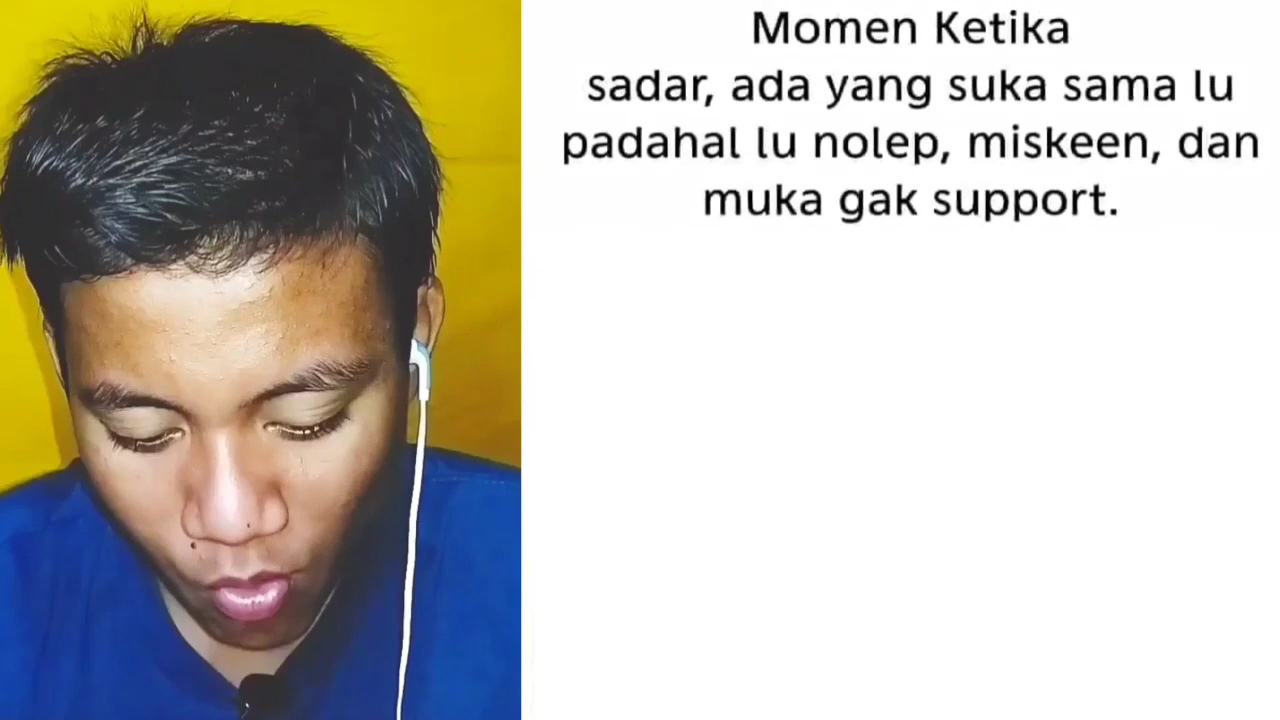 Momen Ketika
sadar, ada yang suka sama lu
padahal lu nolep, miskeen, dan
muka gak support.